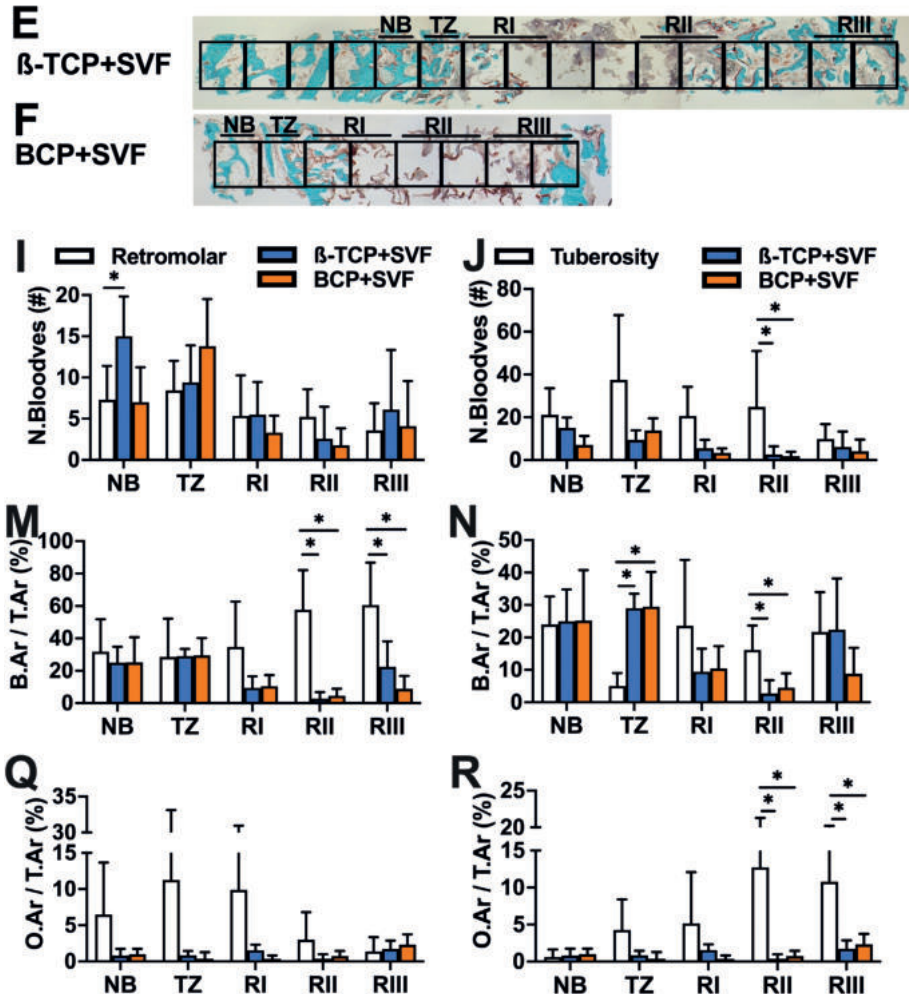 E
ß-TCP+SVF
NB TZ RI RII RIII
F
BCP+SVF
NB TZ RI RII RIII
I
Retromolar
ß-TCP+SVF
BCP+SVF
N.Bloodves (#)
20
15
10
5
0
*
NB TZ RI RII RIII
J
Tuberosity
ß-TCP+SVF
BCP+SVF
N.Bloodves (#)
80
60
40
20
0
*
*
NB TZ RI RII RIII
M
B.Ar / T.Ar (%)
100
80
60
40
20
0
*
*
*
*
NB TZ RI RII RIII
N
B.Ar / T.Ar (%)
50
40
30
20
10
0
*
*
*
*
NB TZ RI RII RIII
Q
O.Ar / T.Ar (%)
35
30
15
10
5
0
NB TZ RI RII RIII
R
O.Ar / T.Ar (%)
25
20
15
10
5
0
*
*
*
*
NB TZ RI RII RIII